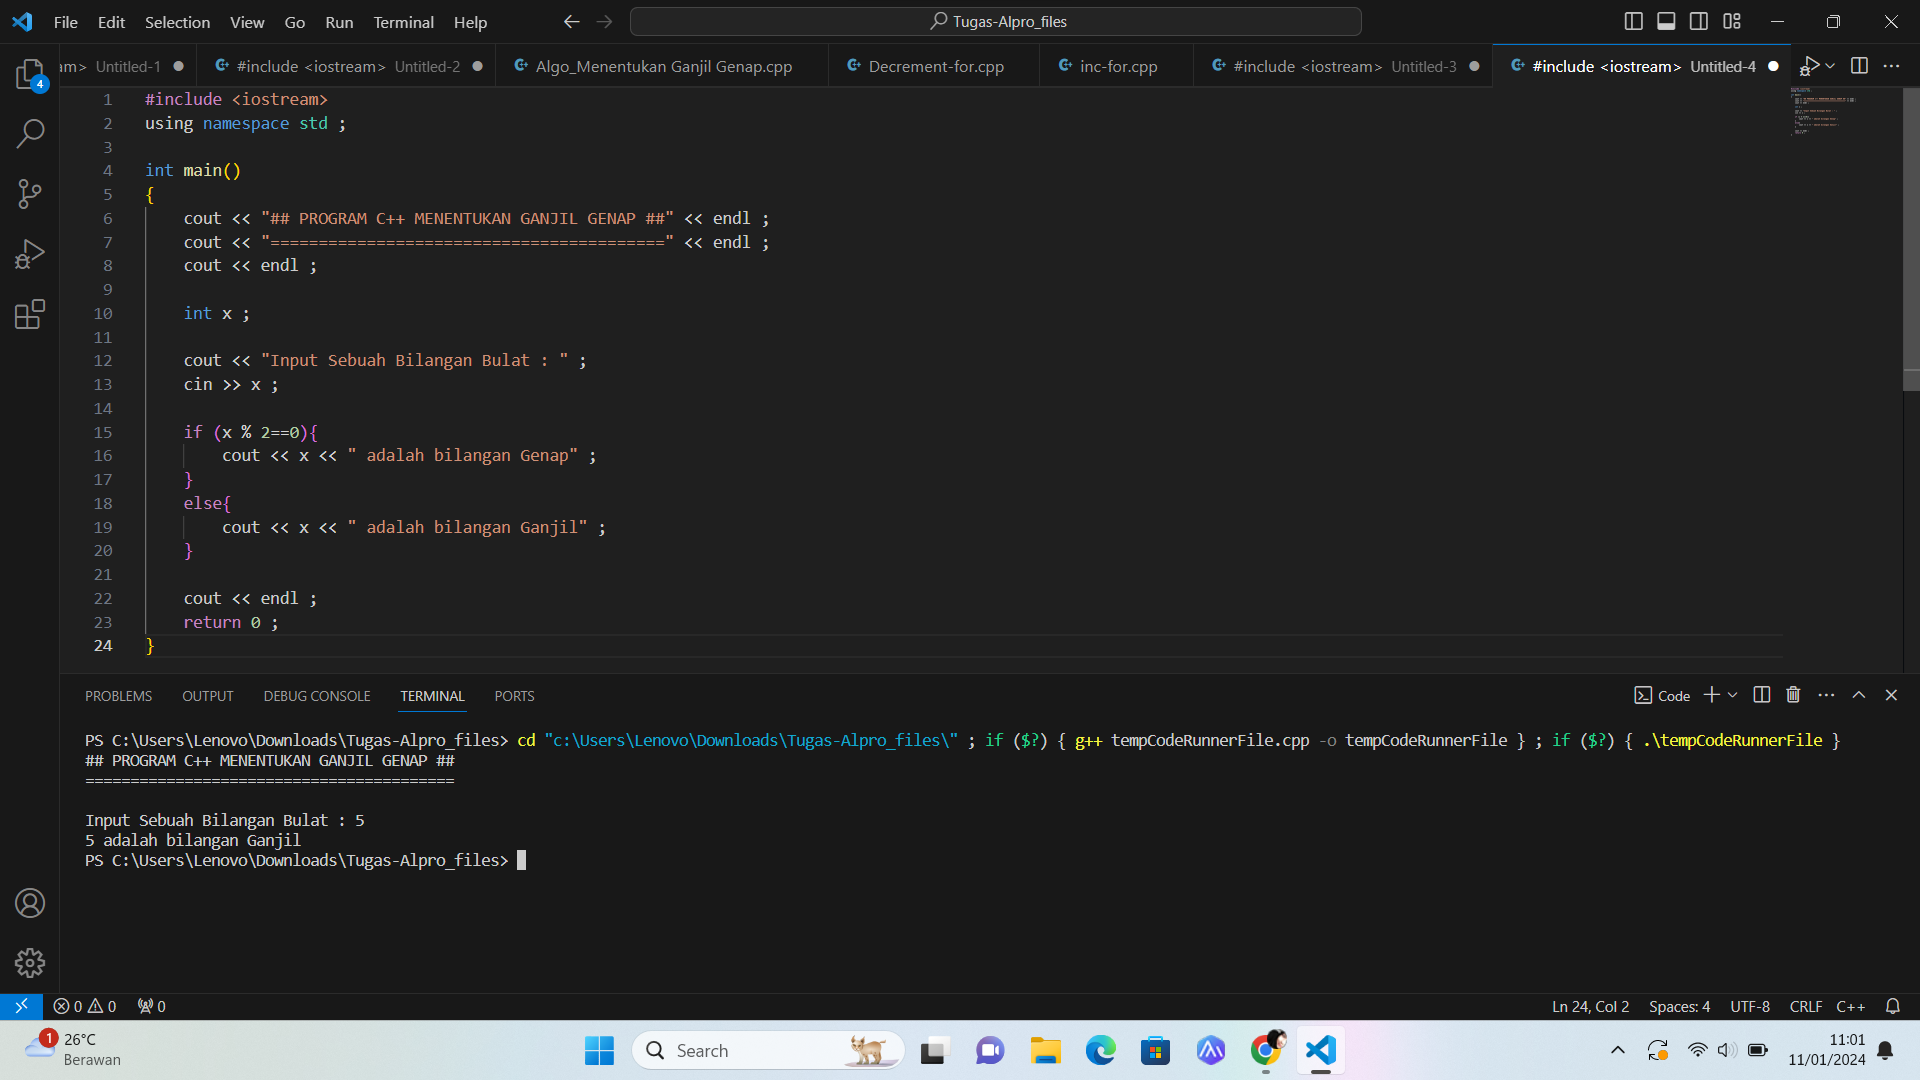 File Edit Selection View Go Run Terminal Help
Tugas-Alpro_files
am> Untitled-1 #include <iostream> Untitled-2 Algo_Menentukan Ganjil Genap.cpp Decrement-for.cpp inc-for.cpp #include <iostream> Untitled-3 #include <iostream> Untitled-4
4
1 #include <iostream>
2 using namespace std ;
3
4 int main()
5 {
6 cout << "## PROGRAM C++ MENENTUKAN GANJIL GENAP ##" << endl ;
7 cout << "=========================================" << endl ;
8 cout << endl ;
9
10 int x ;
11
12 cout << "Input Sebuah Bilangan Bulat : " ;
13 cin >> x ;
14
15 if (x % 2==0){
16 cout << x << " adalah bilangan Genap" ;
17 }
18 else{
19 cout << x << " adalah bilangan Ganjil" ;
20 }
21
22 cout << endl ;
23 return 0 ;
24 }
PROBLEMS OUTPUT DEBUG CONSOLE TERMINAL PORTS
Code
PS C:\Users\Lenovo\Downloads\Tugas-Alpro_files> cd "c:\Users\Lenovo\Downloads\Tugas-Alpro_files\" ; if ($?) { g++ tempCodeRunnerFile.cpp -o tempCodeRunnerFile } ; if ($?) { .\tempCodeRunnerFile }
## PROGRAM C++ MENENTUKAN GANJIL GENAP ##
=========================================
Input Sebuah Bilangan Bulat : 5
5 adalah bilangan Ganjil
PS C:\Users\Lenovo\Downloads\Tugas-Alpro_files>
0 0 0
Ln 24, Col 2 Spaces: 4 UTF-8 CRLF C++
1
26°C
Berawan
Search
11:01
11/01/2024